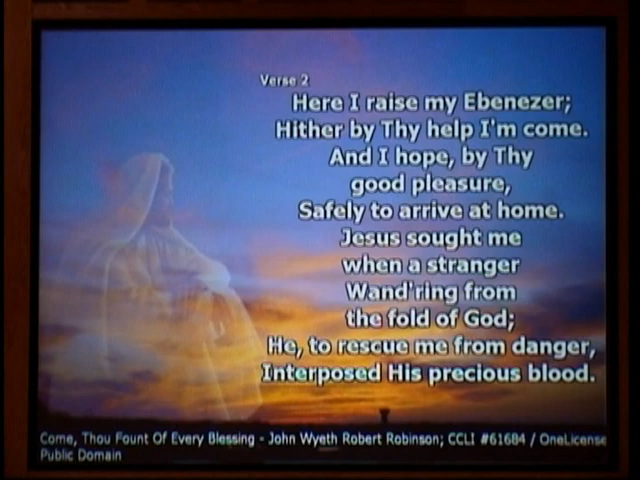 Verse 2
Here I raise my Ebenezer;
Hither by Thy help I'm come.
And I hope, by Thy
good pleasure,
Safely to arrive at home.
Jesus sought me
when a stranger
Wand'ring from
the fold of God;
He, to rescue me from danger,
Interposed His precious blood.
Come, Thou Fount Of Every Blessing - John Wyeth Robert Robinson; CCLI #61684 / OneLicense
Public Domain